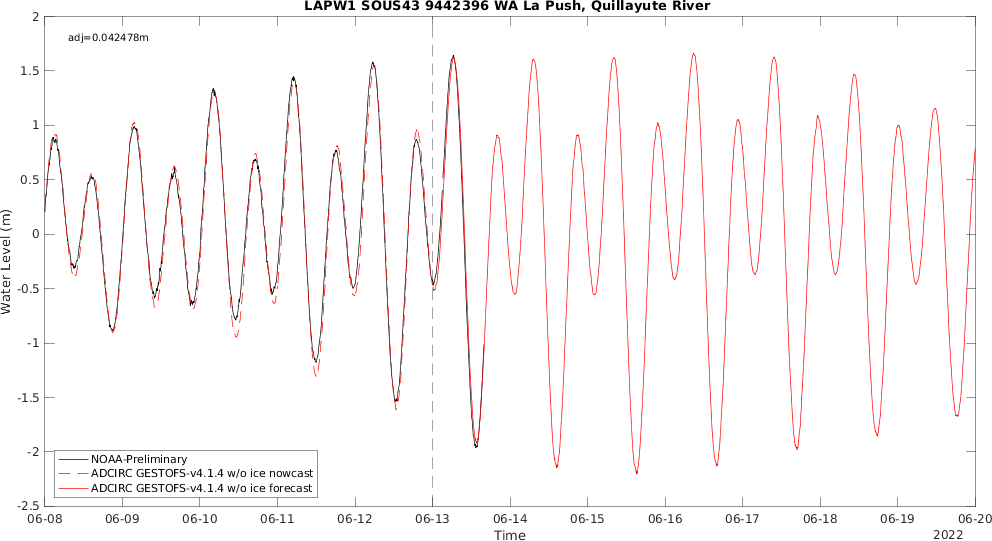 LAPW1 SOUS43 9442396 WA La Push, Quillayute River
adj=0.042478m
2
1.5
1
0.5
0
-0.5
-1
-1.5
-2
-2.5
Water Level (m)
NOAA-Preliminary
ADCIRC GESTOFS-v4.1.4 w/o ice nowcast
ADCIRC GESTOFS-v4.1.4 w/o ice forecast
06-08 06-09 06-10 06-11 06-12 06-13 06-14 06-15 06-16 06-17 06-18 06-19 06-20
Time
2022